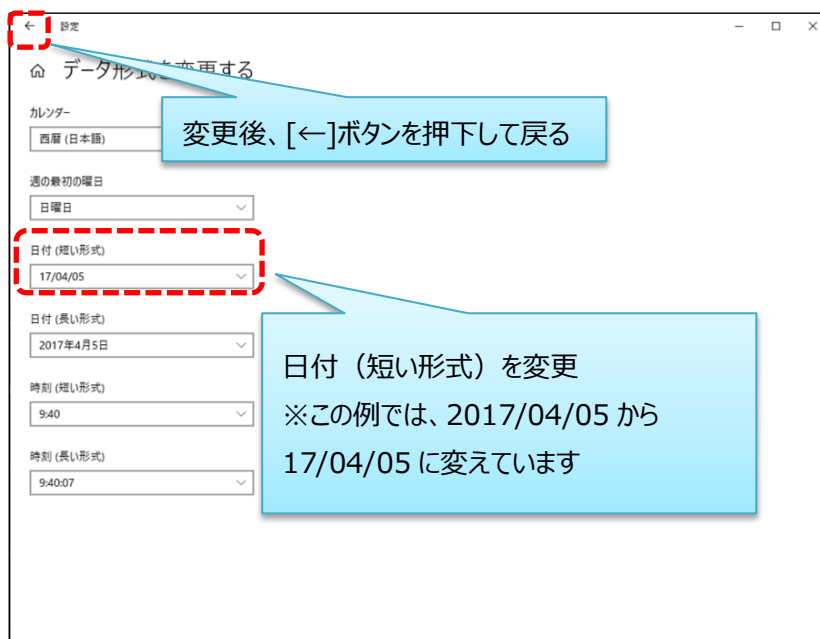 ← 設定
データ形式を変更する
変更後、[←]ボタンを押下して戻る
カレンダー
西暦 (日本語)
週の最初の曜日
日曜日
日付 (短い形式)
17/04/05
日付 (長い形式)
2017年4月5日
時刻 (短い形式)
9:40
時刻 (長い形式)
9:40:07
日付（短い形式）を変更
※この例では、2017/04/05 から
17/04/05 に変えています